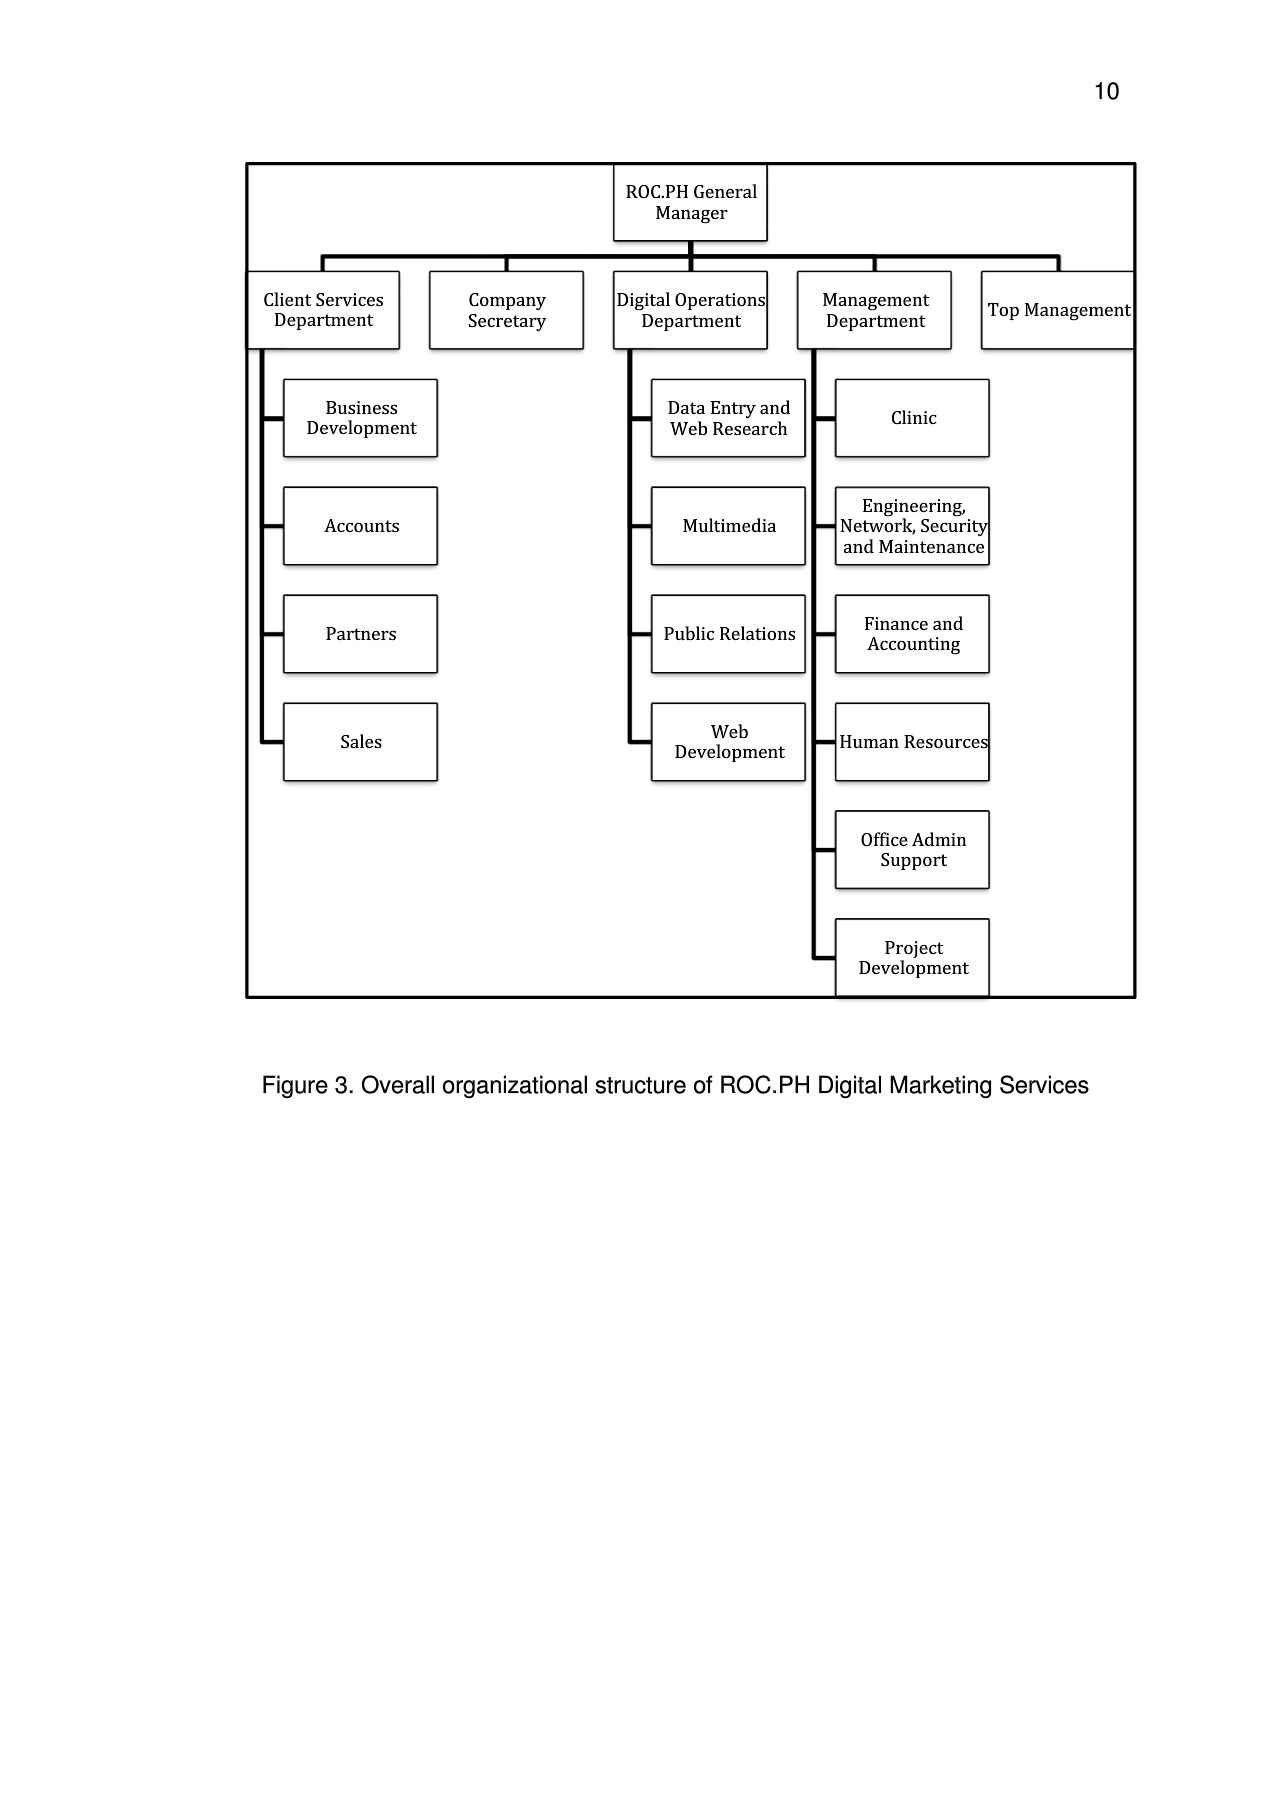 10
ROC.PH General
Manager
Client Services
Department
Company
Secretary
Digital Operations
Department
Management
Department
Top Management
Business
Development
Accounts
Partners
Sales
Data Entry and
Web Research
Multimedia
Public Relations
Web
Development
Clinic
Engineering,
Network, Security
and Maintenance
Finance and
Accounting
Human Resources
Office Admin
Support
Project
Development
Figure 3. Overall organizational structure of ROC.PH Digital Marketing Services